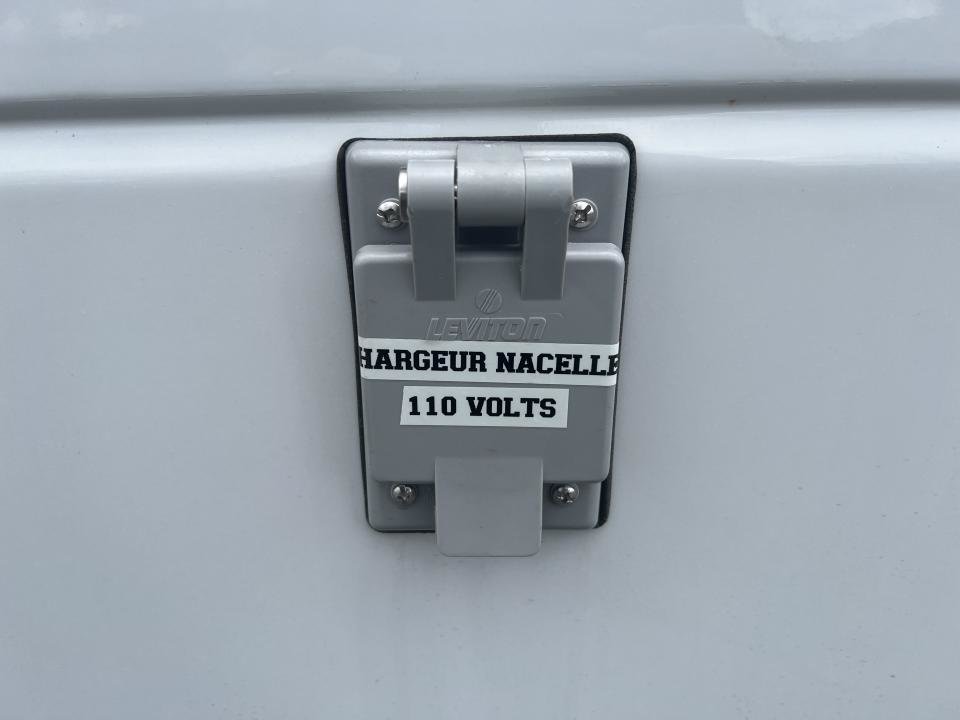 LEVITON
HARGEUR NACELLE
110 VOLTS